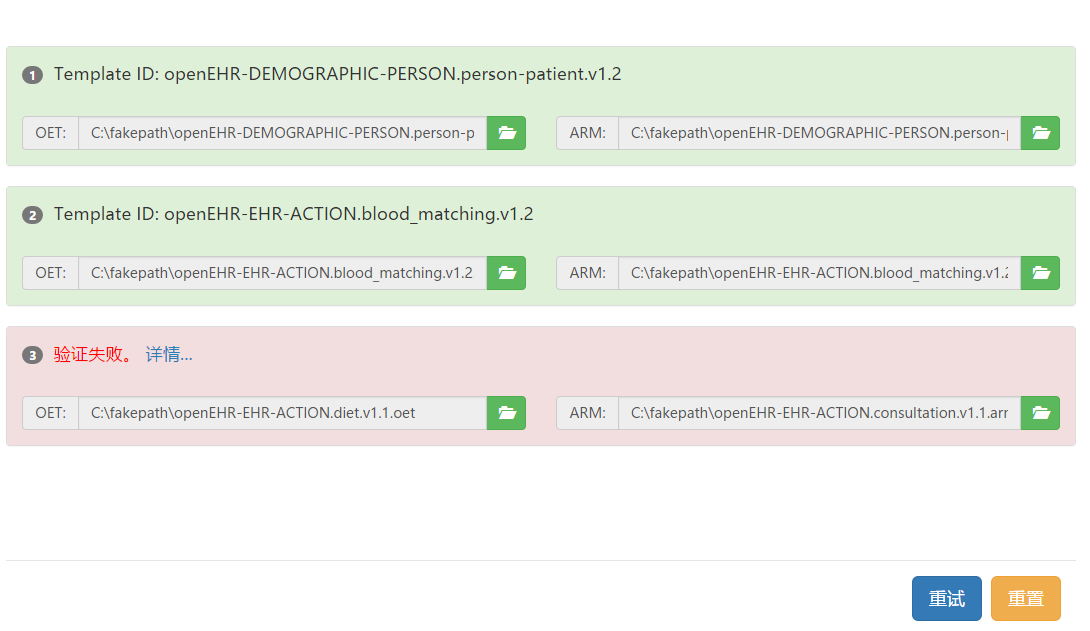 1 Template ID: openEHR-DEMOGRAPHIC-PERSON.person-patient.v1.2
OET: C:\fakepath\openEHR-DEMOGRAPHIC-PERSON.person-p ARM: C:\fakepath\openEHR-DEMOGRAPHIC-PERSON.person-
2 Template ID: openEHR-EHR-ACTION.blood_matching.v1.2
OET: C:\fakepath\openEHR-EHR-ACTION.blood_matching.v1.2 ARM: C:\fakepath\openEHR-EHR-ACTION.blood_matching.v1.2
3 验证失败。 详情...
OET: C:\fakepath\openEHR-EHR-ACTION.diet.v1.1.oet ARM: C:\fakepath\openEHR-EHR-ACTION.consultation.v1.1.arr
重试 重置